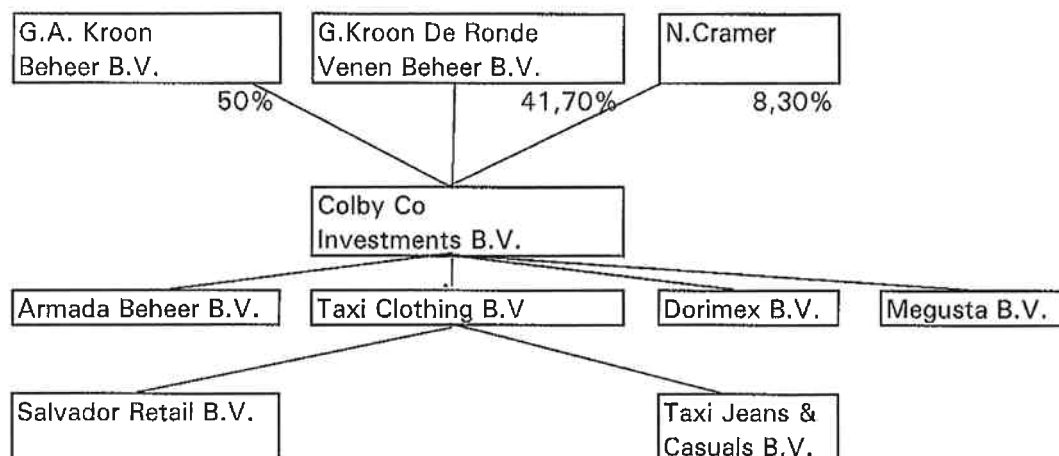 G.A. Kroon
Beheer B.V.
G.Kroon De Ronde
Venen Beheer B.V.
N.Cramer
50%
41,70%
8,30%
Colby Co
Investments B.V.
Armada Beheer B.V.
Taxi Clothing B.V
Dorimex B.V.
Megusta B.V.
Salvador Retail B.V.
Taxi Jeans &
Casuals B.V.